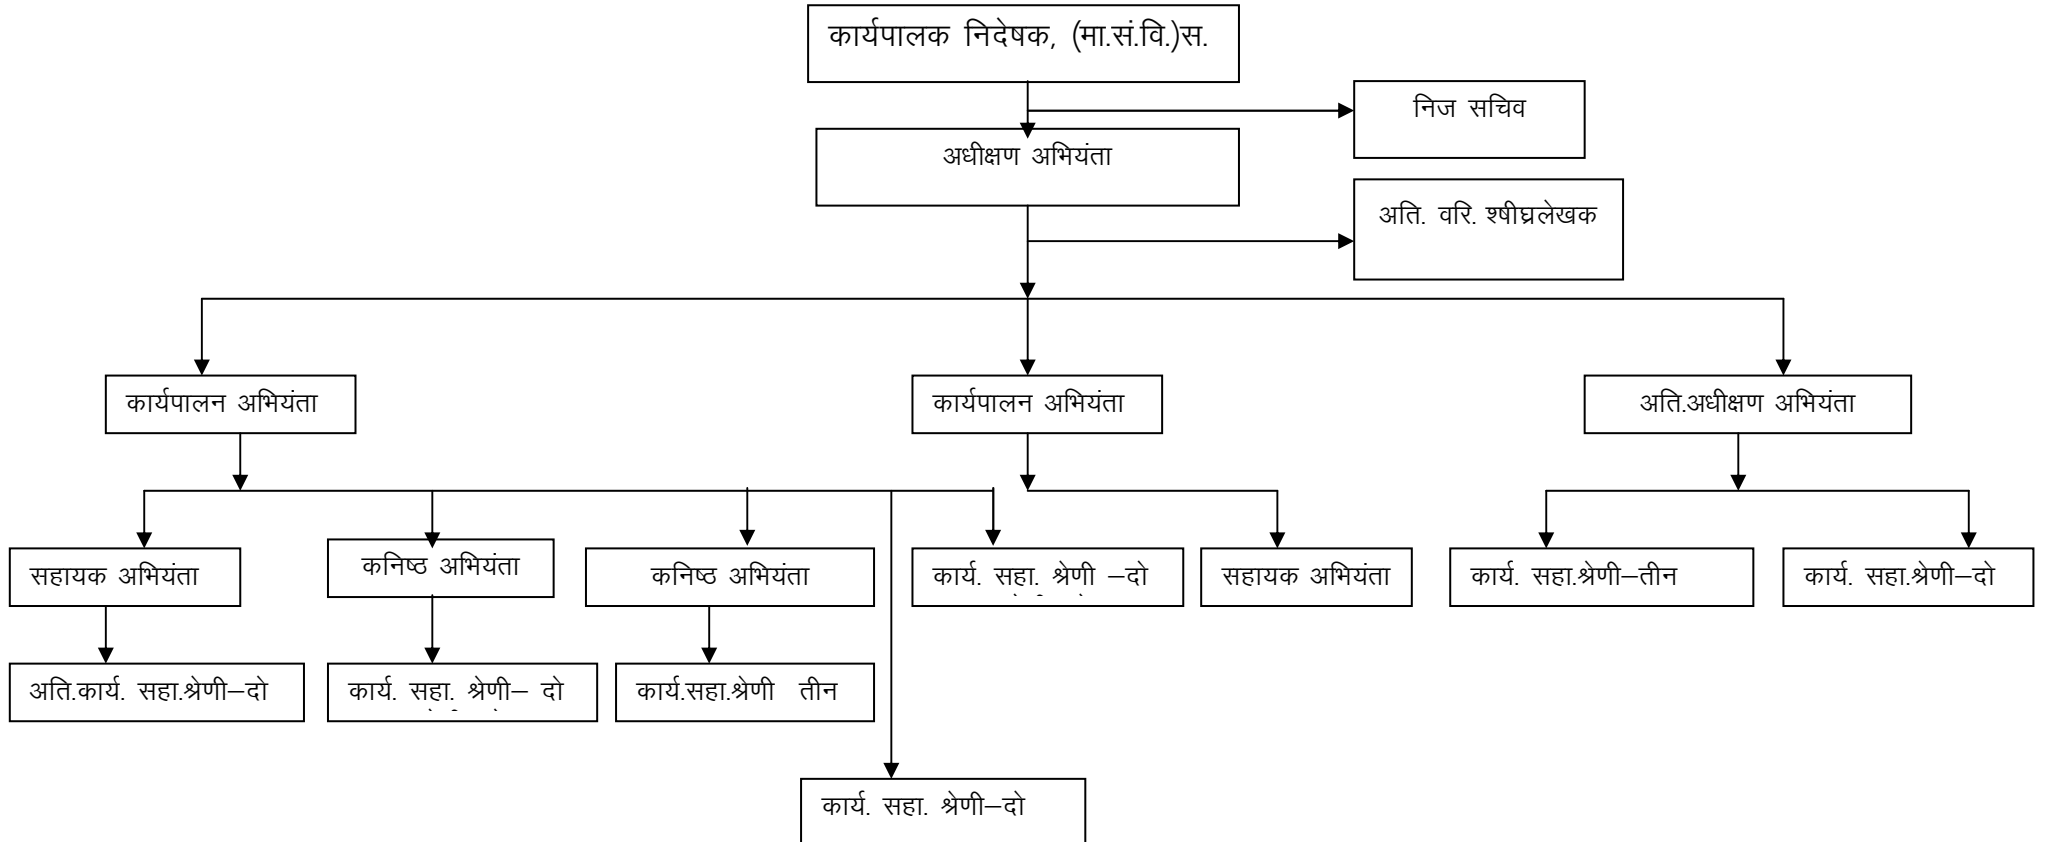 कार्यपालक निदेषक, (मा.सं.वि.)स.
निज सचिव
अधीक्षण अभियंता
अति. वरि. श्षीघ्रलेखक
कार्यपालन अभियंता
कार्यपालन अभियंता
अति.अधीक्षण अभियंता
सहायक अभियंता
कनिष्ठ अभियंता
कनिष्ठ अभियंता
कार्य. सहा. श्रेणी –दो
सहायक अभियंता
कार्य. सहा.श्रेणी–तीन
कार्य. सहा.श्रेणी–दो
अति.कार्य. सहा.श्रेणी–दो
कार्य. सहा. श्रेणी– दो
कार्य.सहा.श्रेणी तीन
कार्य. सहा. श्रेणी–दो